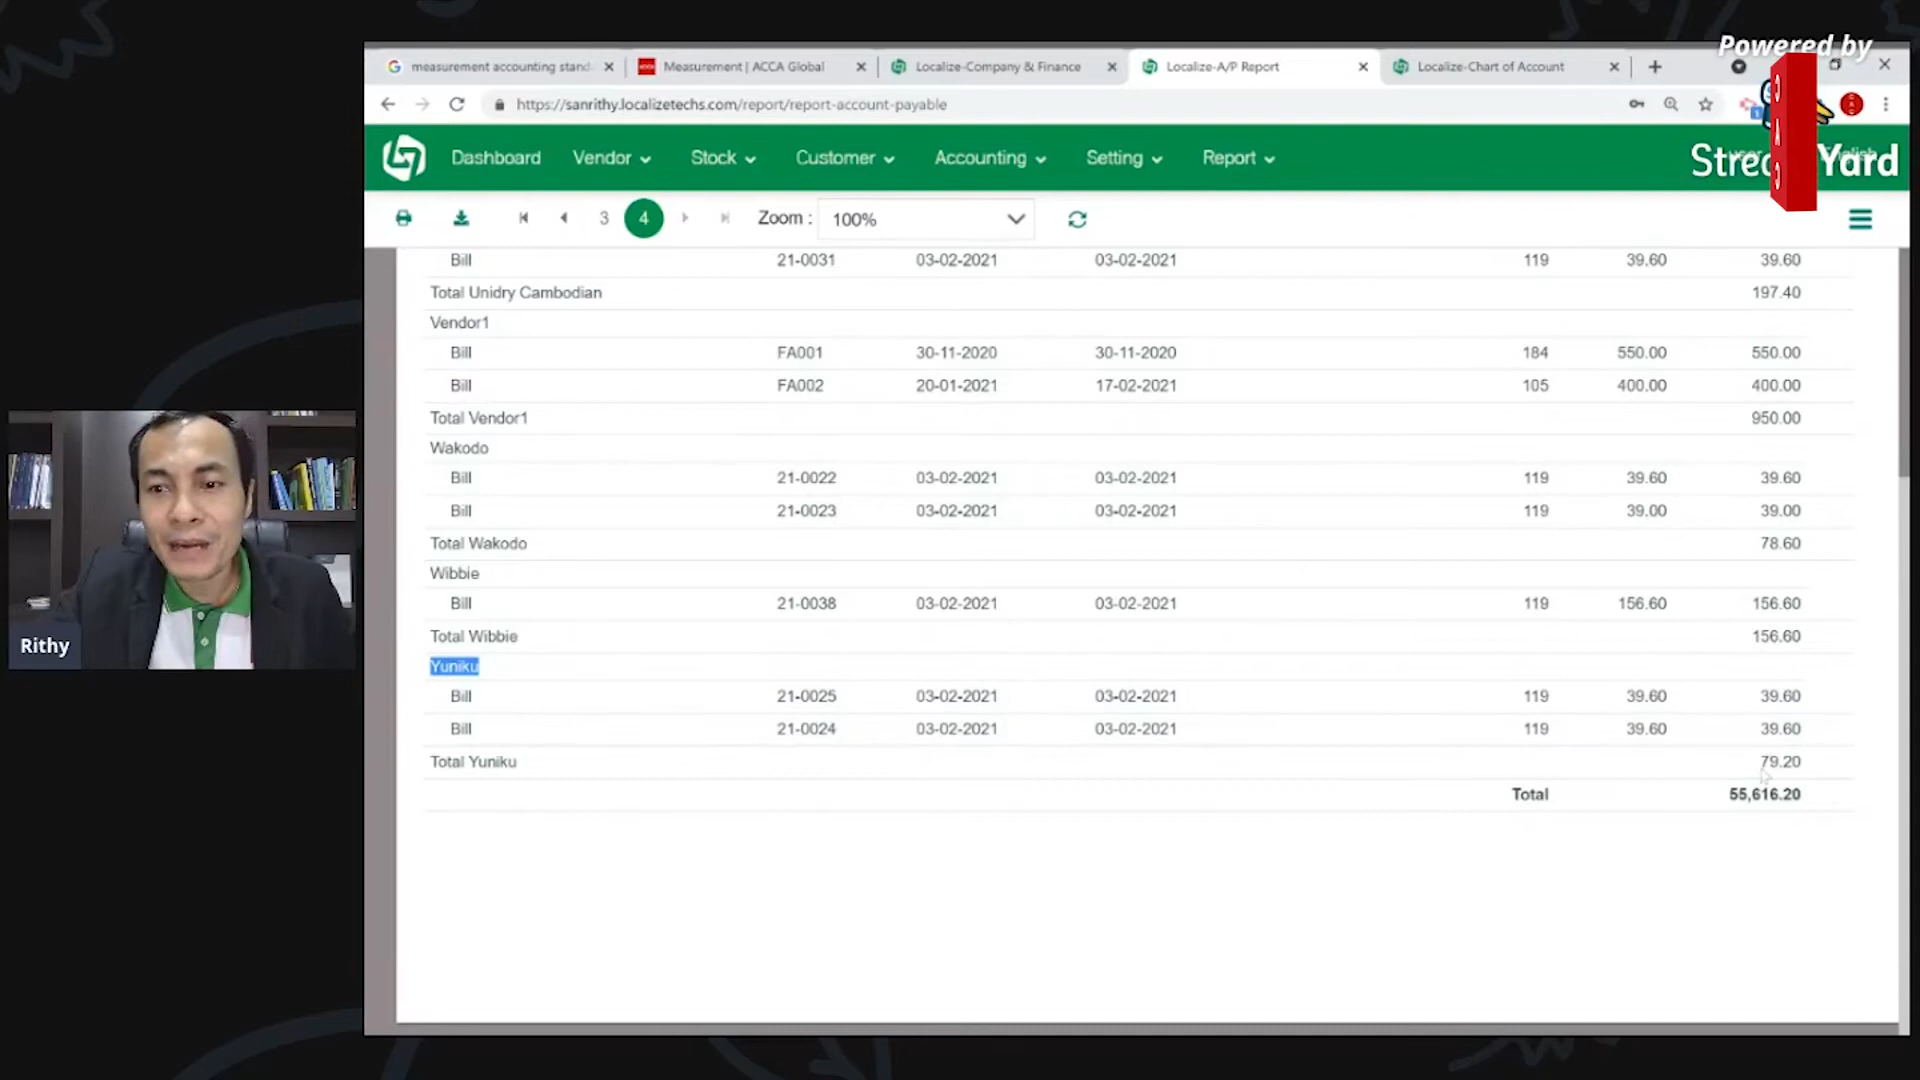 Powered by
StreamYard
measurement accounting stand
Measurement | ACCA Global
Localize-Company & Finance
Localize-A/P Report
Localize-Chart of Account
https://sanrithy.localizetechs.com/report/report-account-payable
Dashboard Vendor Stock Customer Accounting Setting Report
3 4 Zoom : 100%
Bill 21-0031 03-02-2021 03-02-2021 119 39.60 39.60
Total Unidry Cambodian 197.40
Vendor1
Bill FA001 30-11-2020 30-11-2020 184 550.00 550.00
Bill FA002 20-01-2021 17-02-2021 105 400.00 400.00
Total Vendor1 950.00
Wakodo
Bill 21-0022 03-02-2021 03-02-2021 119 39.60 39.60
Bill 21-0023 03-02-2021 03-02-2021 119 39.00 39.00
Total Wakodo 78.60
Wibbie
Bill 21-0038 03-02-2021 03-02-2021 119 156.60 156.60
Total Wibbie 156.60
Yuniku
Bill 21-0025 03-02-2021 03-02-2021 119 39.60 39.60
Bill 21-0024 03-02-2021 03-02-2021 119 39.60 39.60
Total Yuniku 79.20
Total 55,616.20
Rithy